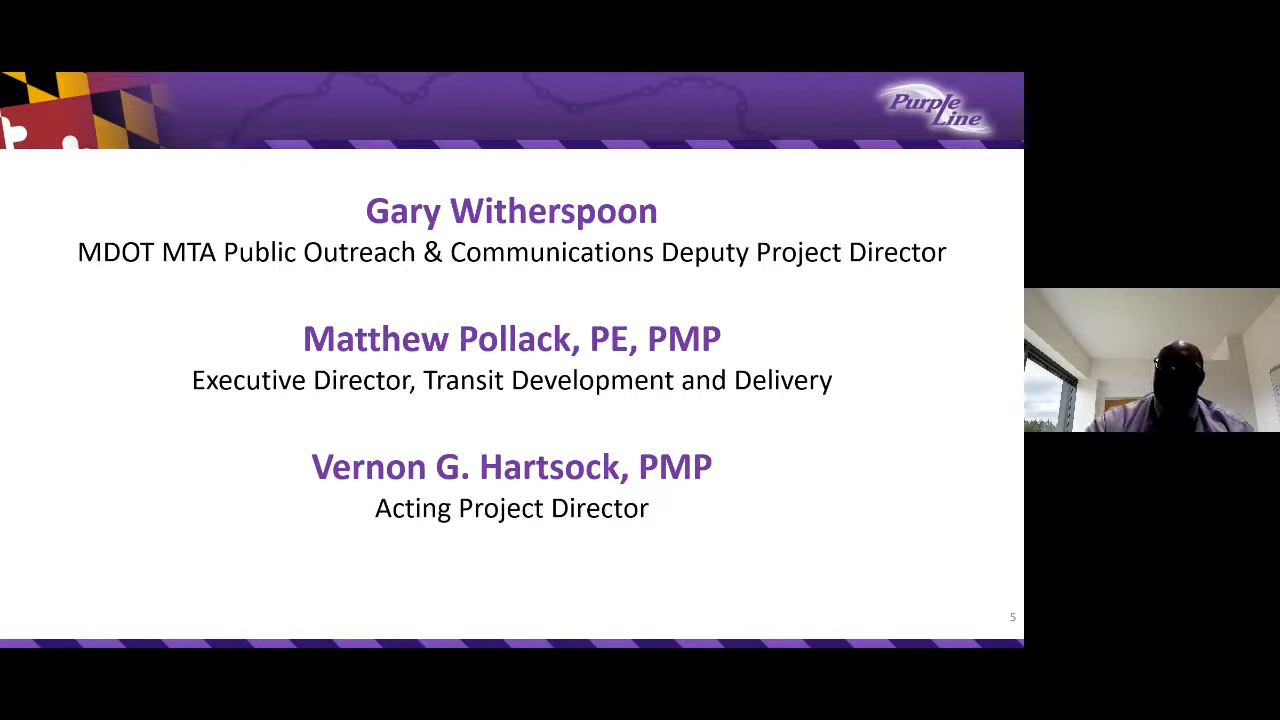 Purple
Line
Gary Witherspoon
MDOT MTA Public Outreach & Communications Deputy Project Director
Matthew Pollack, PE, PMP
Executive Director, Transit Development and Delivery
Vernon G. Hartsock, PMP
Acting Project Director
5